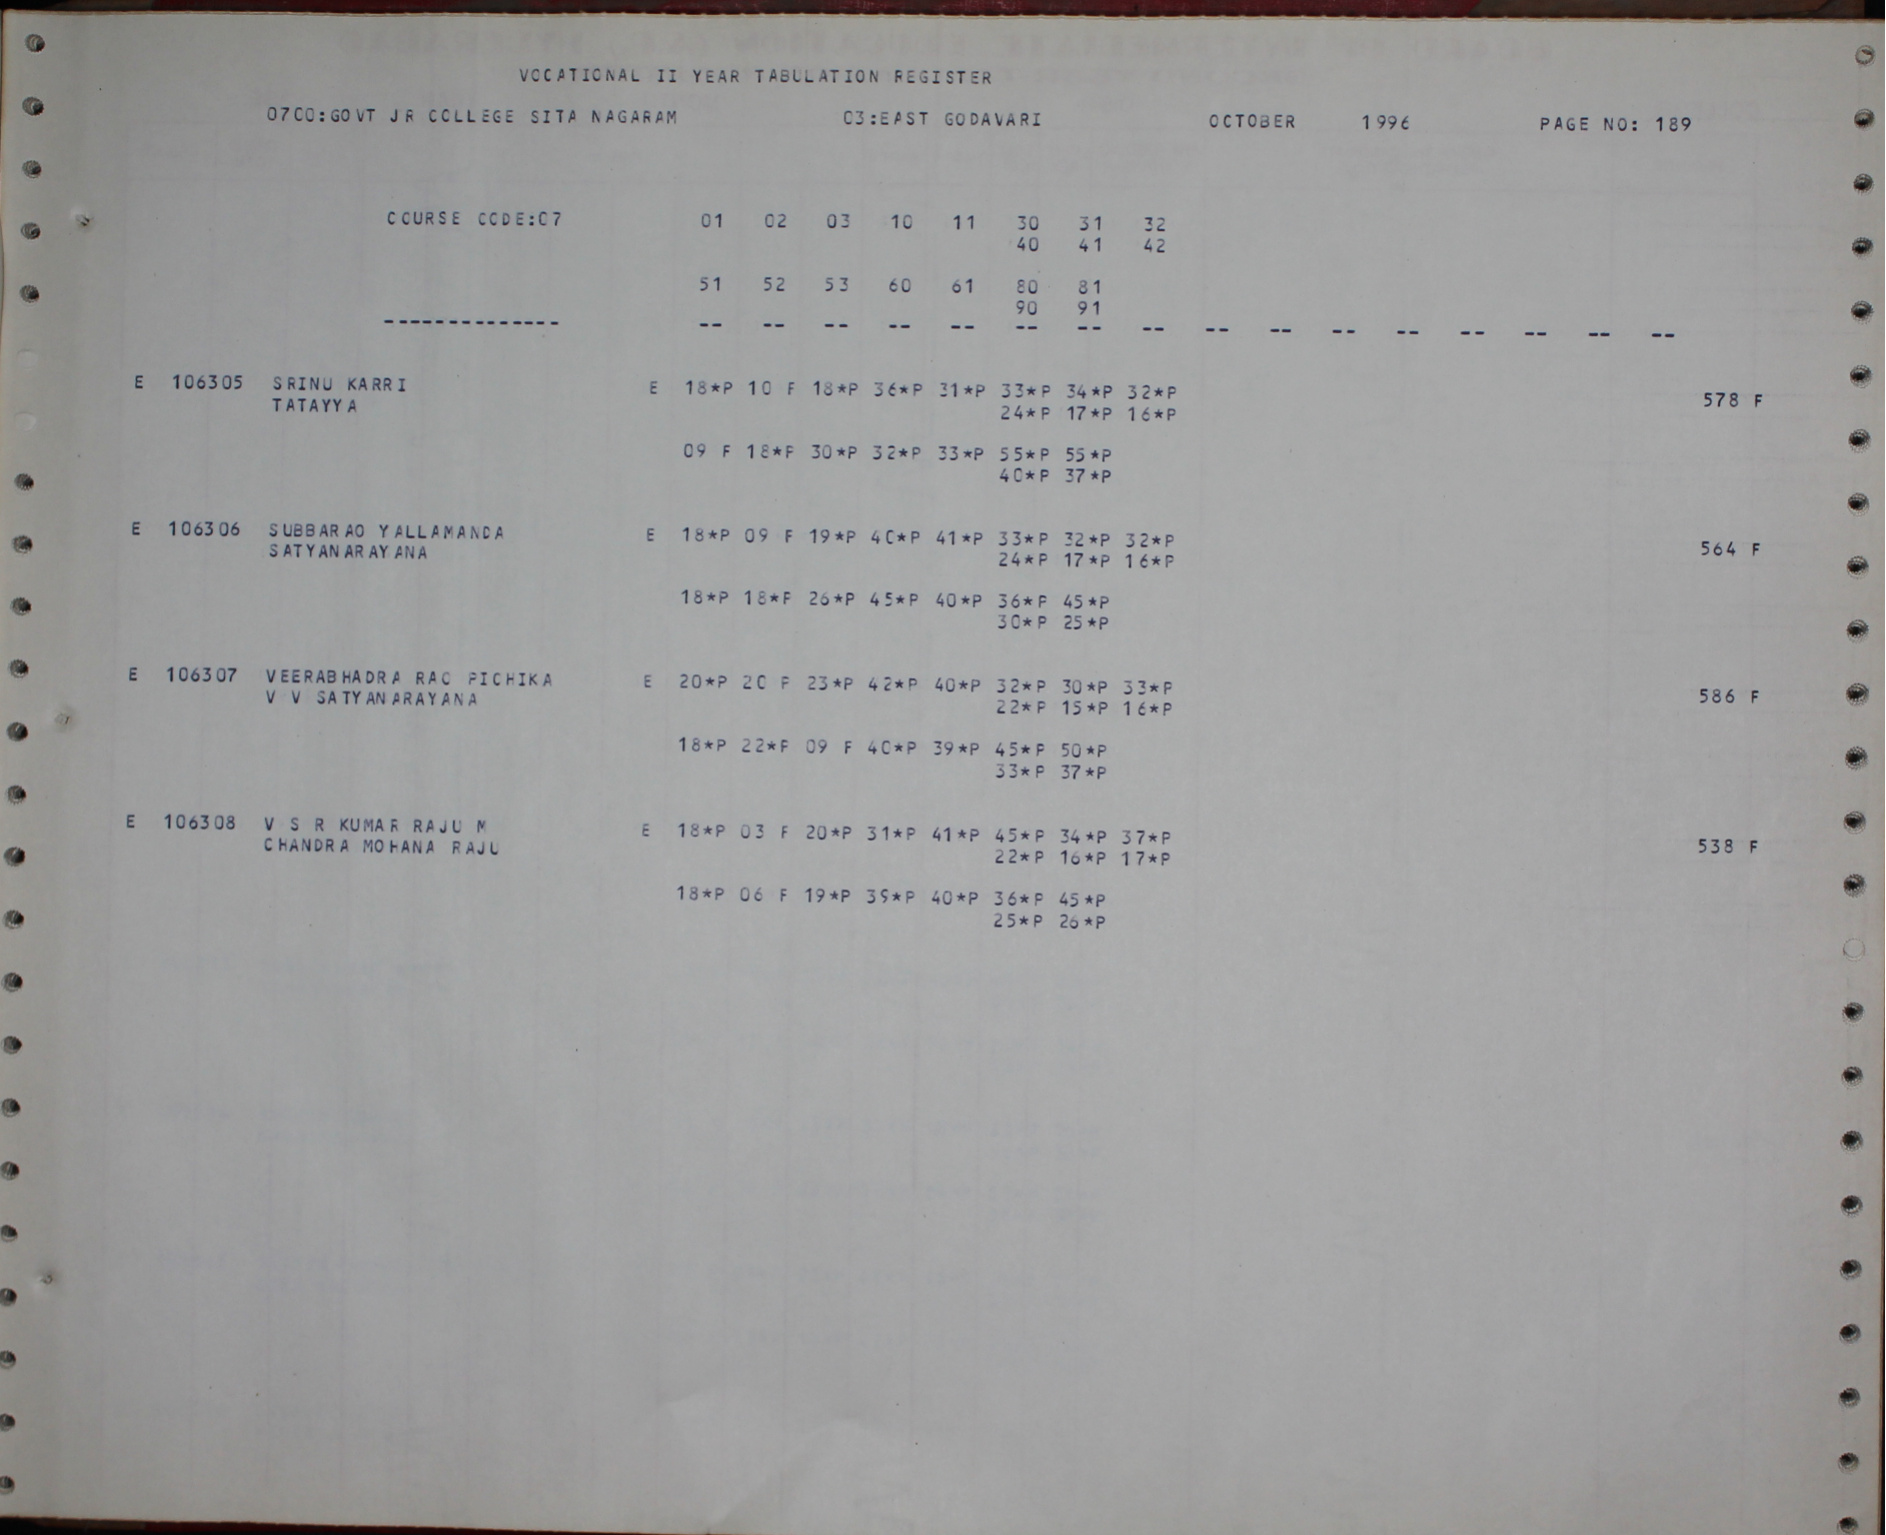 VOCATIONAL II YEAR TABULATION REGISTER
0700:GOVT JR COLLEGE SITA NAGARAM 03:EAST GODAVARI OCTOBER 1996 PAGE NO: 189
COURSE CODE:07 01 02 03 10 11 30 31 32
40 41 42
51 52 53 60 61 80 81
90 91
-------------- -- -- -- -- -- -- -- -- -- -- -- -- -- -- -- --
E 106305 SRINU KARRI E 18*P 10 F 18*P 36*P 31*P 33*P 34*P 32*P 578 F
TATAYYA 24*P 17*P 16*P
09 F 18*P 30*P 32*P 33*P 55*P 55*P
40*P 37*P
E 106306 SUBBARAO YALLAMANDA E 18*P 09 F 19*P 40*P 41*P 33*P 32*P 32*P 564 F
SATYANARAYANA 24*P 17*P 16*P
18*P 18*P 26*P 45*P 40*P 36*P 45*P
30*P 25*P
E 106307 VEERABHADRA RAO PICHIKA E 20*P 20 P 23*P 42*P 40*P 32*P 30*P 33*P 586 F
V V SATYANARAYANA 22*P 15*P 16*P
18*P 22*P 09 F 40*P 39*P 45*P 50*P
33*P 37*P
E 106308 V S R KUMAR RAJU M E 18*P 03 F 20*P 31*P 41*P 45*P 34*P 37*P 538 F
CHANDRA MOHANA RAJU 22*P 16*P 17*P
18*P 06 F 19*P 39*P 40*P 36*P 45*P
25*P 26*P